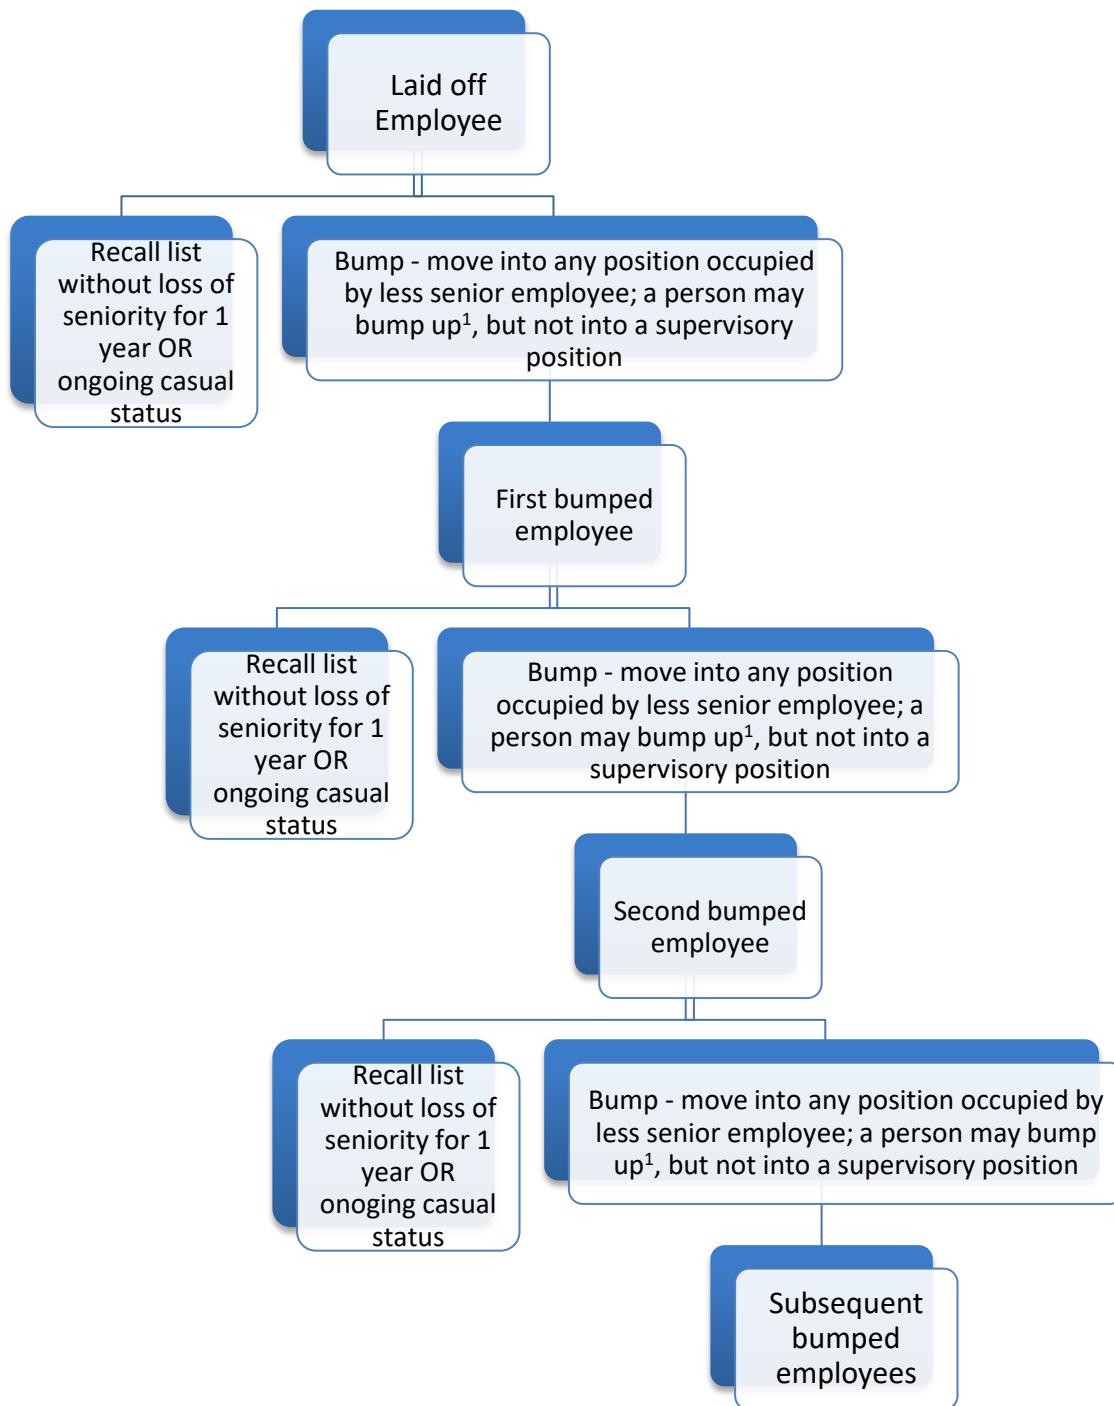 Laid off
Employee
Recall list
without loss of
seniority for 1
year OR
ongoing casual
status
Bump - move into any position occupied
by less senior employee; a person may
bump up¹, but not into a supervisory
position
First bumped
employee
Recall list
without loss of
seniority for 1
year OR
ongoing casual
status
Bump - move into any position
occupied by less senior employee; a
person may bump up¹, but not into a
supervisory position
Second bumped
employee
Recall list
without loss of
seniority for 1
year OR
onoging casual
status
Bump - move into any position occupied by
less senior employee; a person may bump
up¹, but not into a supervisory position
Subsequent
bumped
employees